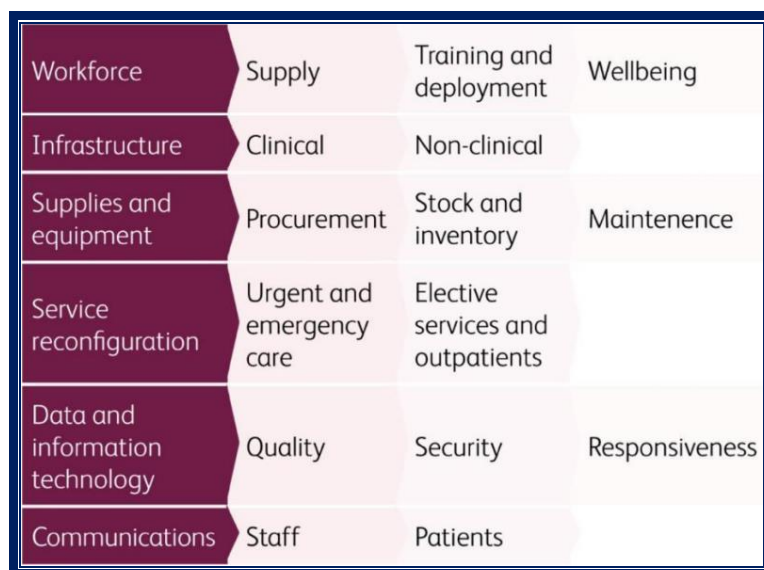 Workforce
Supply
Training and
deployment
Wellbeing
Infrastructure
Clinical
Non-clinical
Supplies and
equipment
Procurement
Stock and
inventory
Maintenence
Service
reconfiguration
Urgent and
emergency
care
Elective
services and
outpatients
Data and
information
technology
Quality
Security
Responsiveness
Communications
Staff
Patients